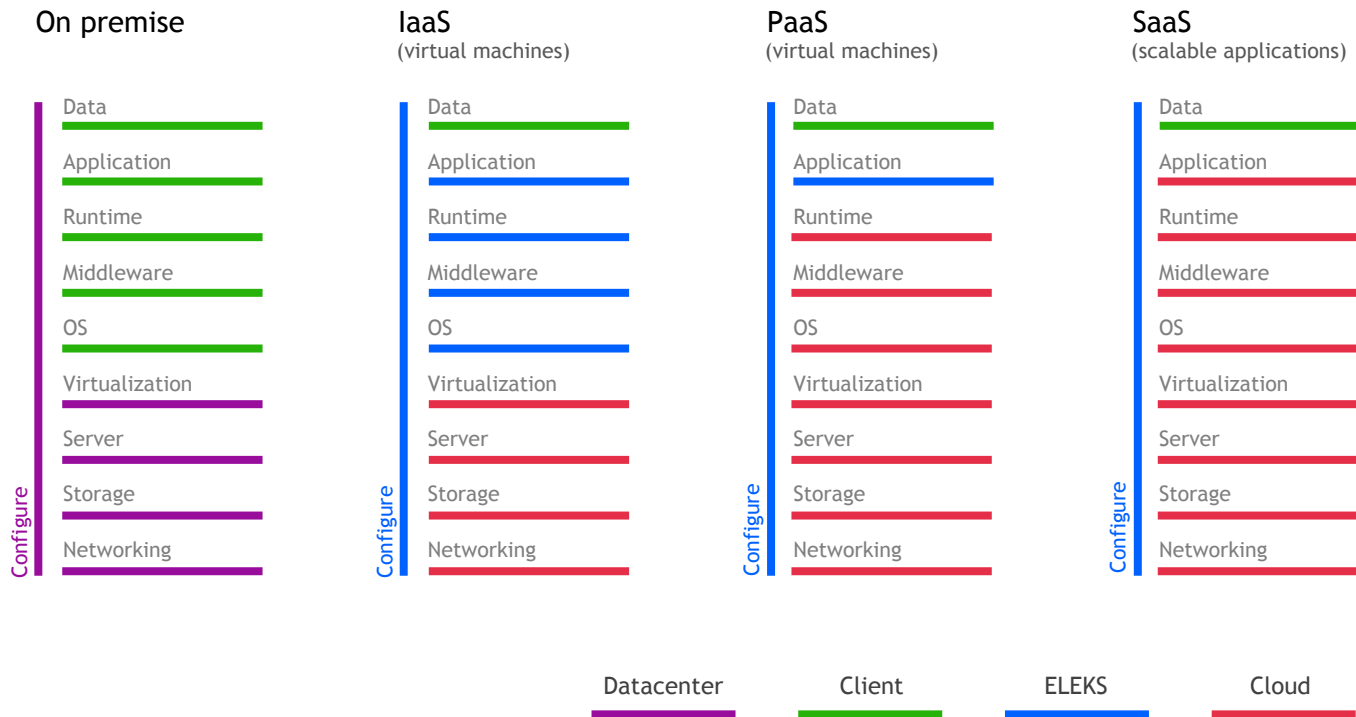 On premise
Configure
Data
Application
Runtime
Middleware
OS
Virtualization
Server
Storage
Networking
IaaS
(virtual machines)
Configure
Data
Application
Runtime
Middleware
OS
Virtualization
Server
Storage
Networking
PaaS
(virtual machines)
Configure
Data
Application
Runtime
Middleware
OS
Virtualization
Server
Storage
Networking
SaaS
(scalable applications)
Configure
Data
Application
Runtime
Middleware
OS
Virtualization
Server
Storage
Networking
Datacenter
Client
ELEKS
Cloud